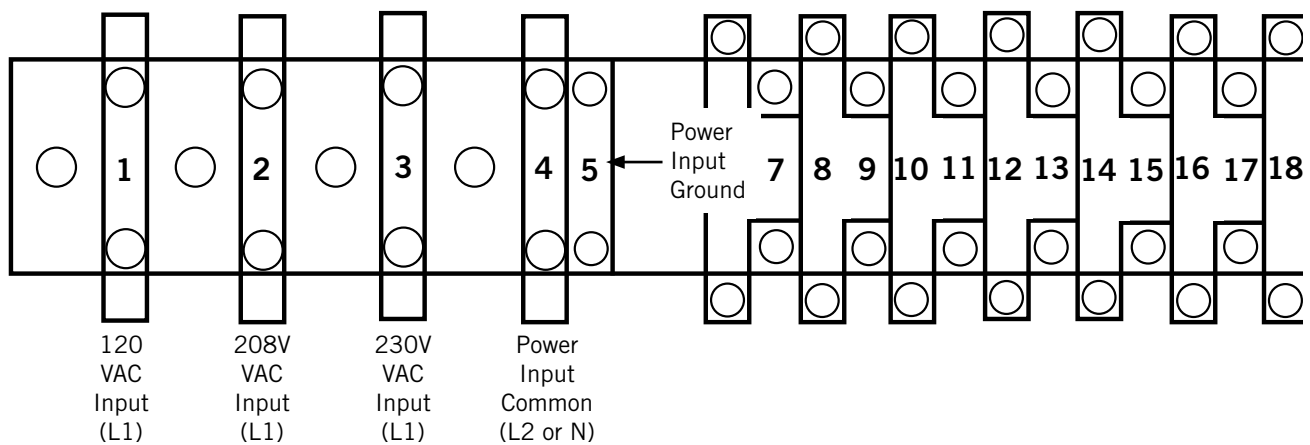 1 2 3 4 5 7 8 9 10 11 12 13 14 15 16 17 18
Power
Input
Ground
120
VAC
Input
(L1)
208V
VAC
Input
(L1)
230V
VAC
Input
(L1)
Power
Input
Common
(L2 or N)